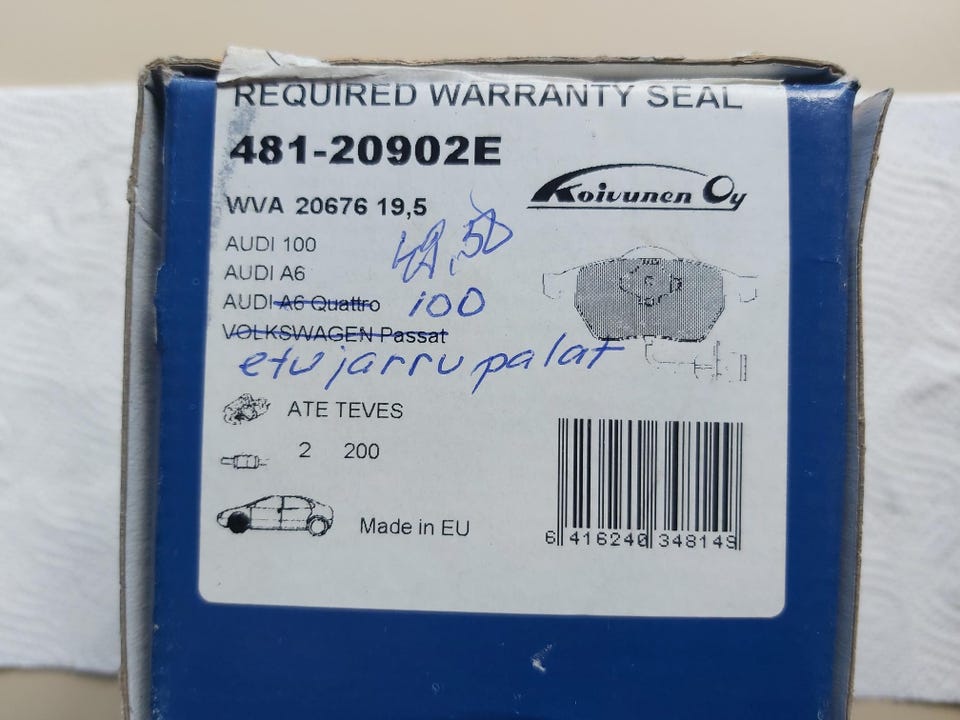 REQUIRED WARRANTY SEAL
481-20902E
Koivunen Oy
WVA 20676 19,5
49,50
AUDI 100
AUDI A6
AUDI A6 Quattro 100
VOLKSWAGEN Passat
etujarrupalat
ATE TEVES
2 200
Made in EU
6 416240 348149